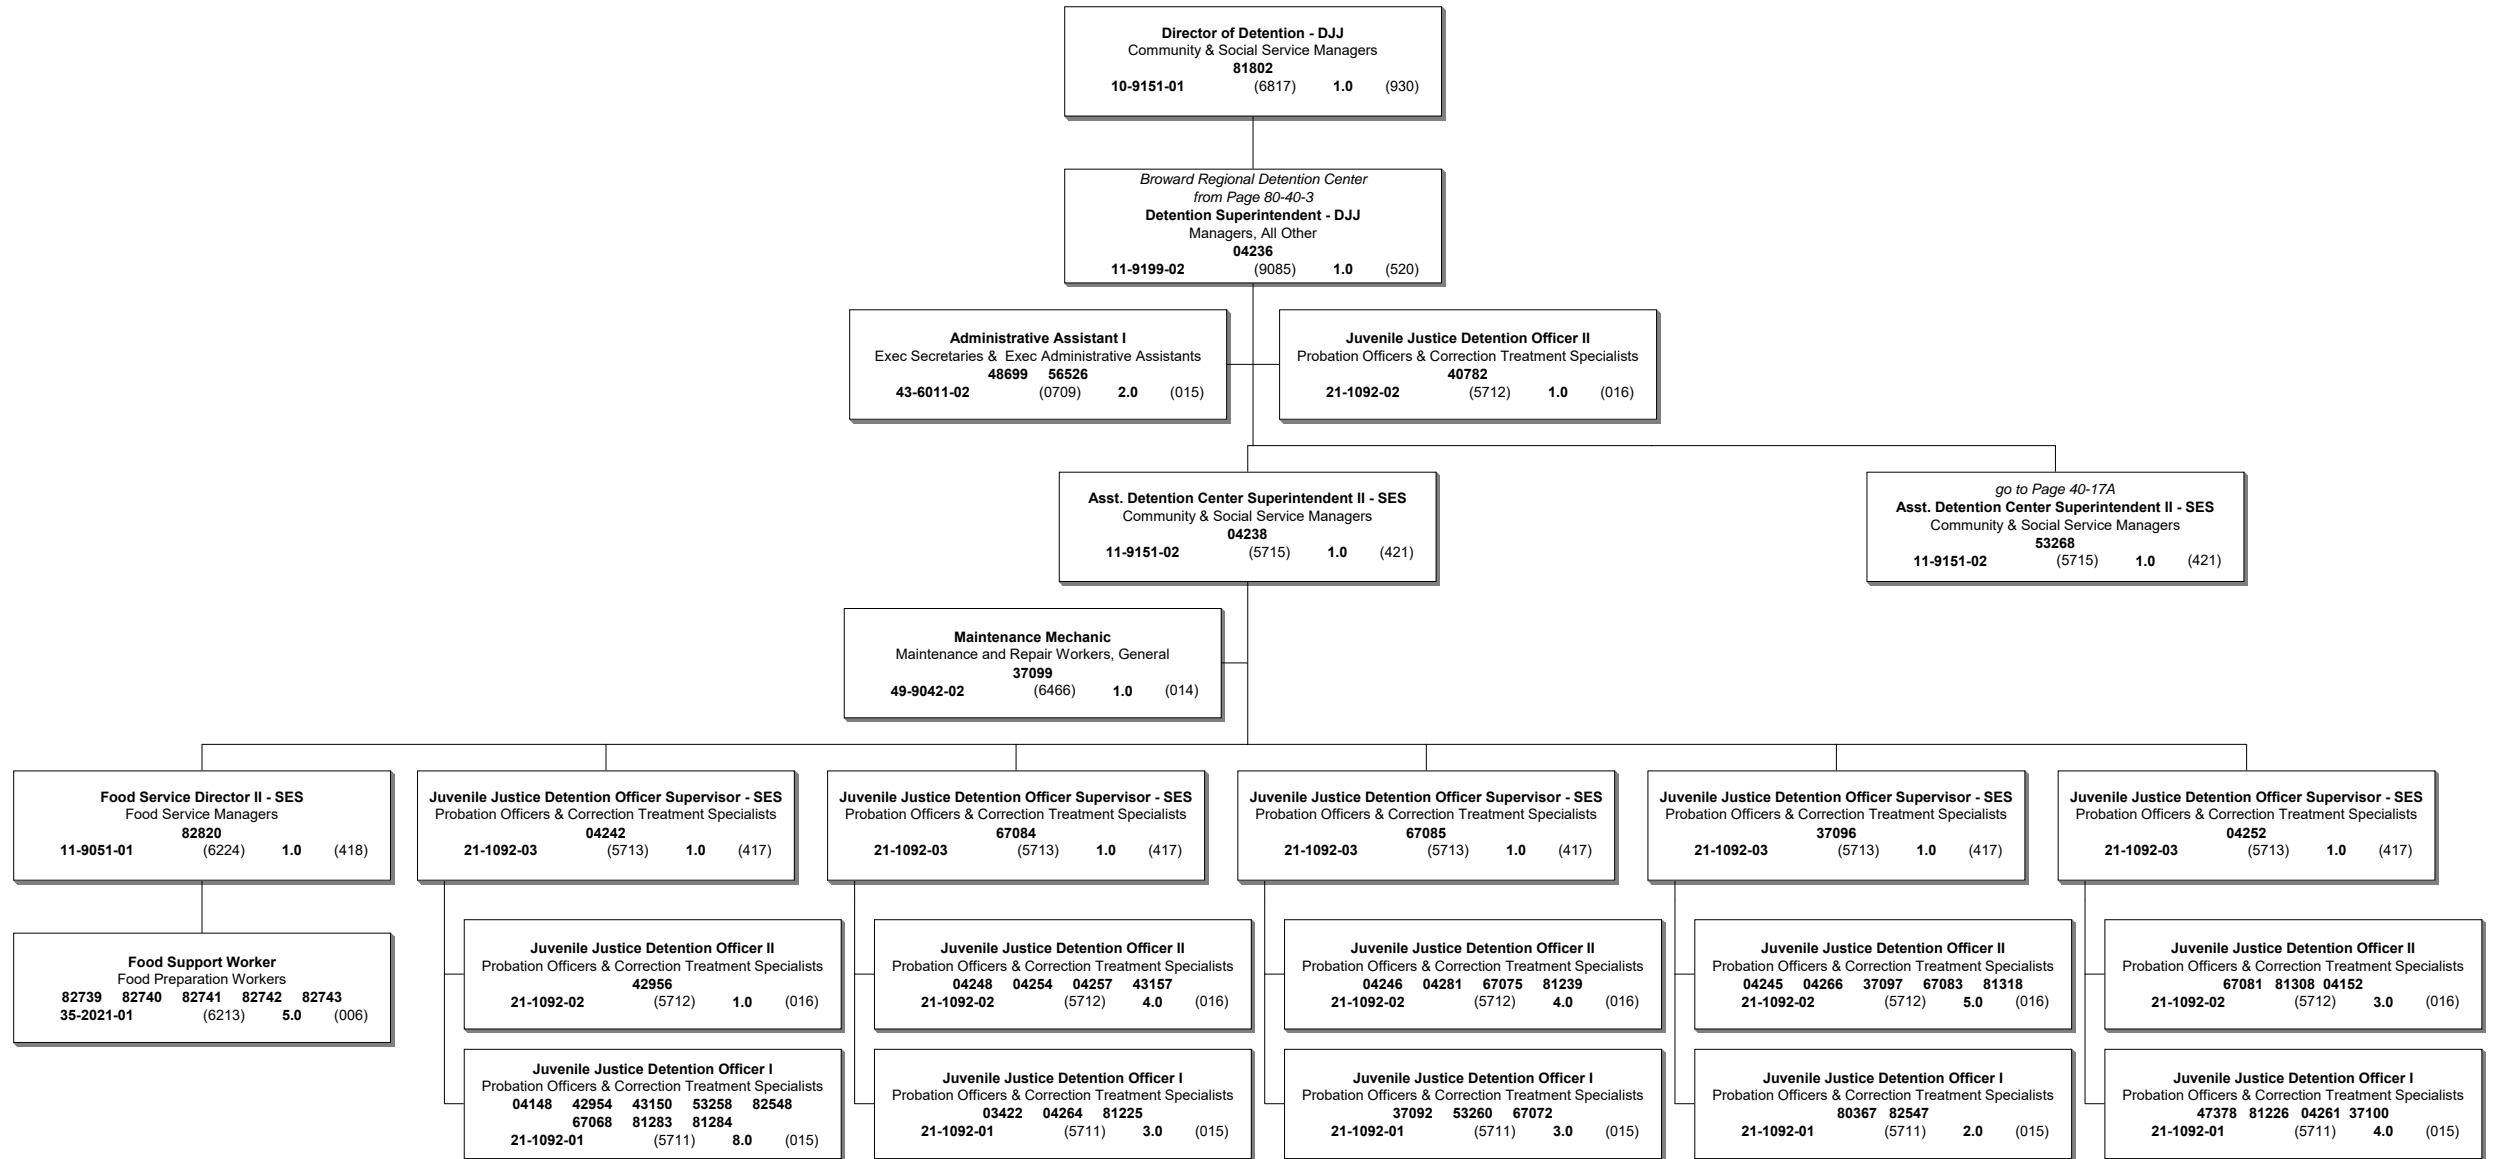 Director of Detention - DJJ
Community & Social Service Managers
81802
10-9151-01 (6817) 1.0 (930)
Broward Regional Detention Center
from Page 80-40-3
Detention Superintendent - DJJ
Managers, All Other
04236
11-9199-02 (9085) 1.0 (520)
Administrative Assistant I
Exec Secretaries & Exec Administrative Assistants
48699 56526
43-6011-02 (0709) 2.0 (015)
Juvenile Justice Detention Officer II
Probation Officers & Correction Treatment Specialists
40782
21-1092-02 (5712) 1.0 (016)
Asst. Detention Center Superintendent II - SES
Community & Social Service Managers
04238
11-9151-02 (5715) 1.0 (421)
go to Page 40-17A
Asst. Detention Center Superintendent II - SES
Community & Social Service Managers
53268
11-9151-02 (5715) 1.0 (421)
Maintenance Mechanic
Maintenance and Repair Workers, General
37099
49-9042-02 (6466) 1.0 (014)
Food Service Director II - SES
Food Service Managers
82820
11-9051-01 (6224) 1.0 (418)
Juvenile Justice Detention Officer Supervisor - SES
Probation Officers & Correction Treatment Specialists
04242
21-1092-03 (5713) 1.0 (417)
Juvenile Justice Detention Officer Supervisor - SES
Probation Officers & Correction Treatment Specialists
67084
21-1092-03 (5713) 1.0 (417)
Juvenile Justice Detention Officer Supervisor - SES
Probation Officers & Correction Treatment Specialists
67085
21-1092-03 (5713) 1.0 (417)
Juvenile Justice Detention Officer Supervisor - SES
Probation Officers & Correction Treatment Specialists
37096
21-1092-03 (5713) 1.0 (417)
Juvenile Justice Detention Officer Supervisor - SES
Probation Officers & Correction Treatment Specialists
04252
21-1092-03 (5713) 1.0 (417)
Food Support Worker
Food Preparation Workers
82739 82740 82741 82742 82743
35-2021-01 (6213) 5.0 (006)
Juvenile Justice Detention Officer II
Probation Officers & Correction Treatment Specialists
42956
21-1092-02 (5712) 1.0 (016)
Juvenile Justice Detention Officer II
Probation Officers & Correction Treatment Specialists
04248 04254 04257 43157
21-1092-02 (5712) 4.0 (016)
Juvenile Justice Detention Officer II
Probation Officers & Correction Treatment Specialists
04246 04281 67075 81239
21-1092-02 (5712) 4.0 (016)
Juvenile Justice Detention Officer II
Probation Officers & Correction Treatment Specialists
04245 04266 37097 67083 81318
21-1092-02 (5712) 5.0 (016)
Juvenile Justice Detention Officer II
Probation Officers & Correction Treatment Specialists
67081 81308 04152
21-1092-02 (5712) 3.0 (016)
Juvenile Justice Detention Officer I
Probation Officers & Correction Treatment Specialists
04148 42954 43150 53258 82548
67068 81283 81284
21-1092-01 (5711) 8.0 (015)
Juvenile Justice Detention Officer I
Probation Officers & Correction Treatment Specialists
03422 04264 81225
21-1092-01 (5711) 3.0 (015)
Juvenile Justice Detention Officer I
Probation Officers & Correction Treatment Specialists
37092 53260 67072
21-1092-01 (5711) 3.0 (015)
Juvenile Justice Detention Officer I
Probation Officers & Correction Treatment Specialists
80367 82547
21-1092-01 (5711) 2.0 (015)
Juvenile Justice Detention Officer I
Probation Officers & Correction Treatment Specialists
47378 81226 04261 37100
21-1092-01 (5711) 4.0 (015)